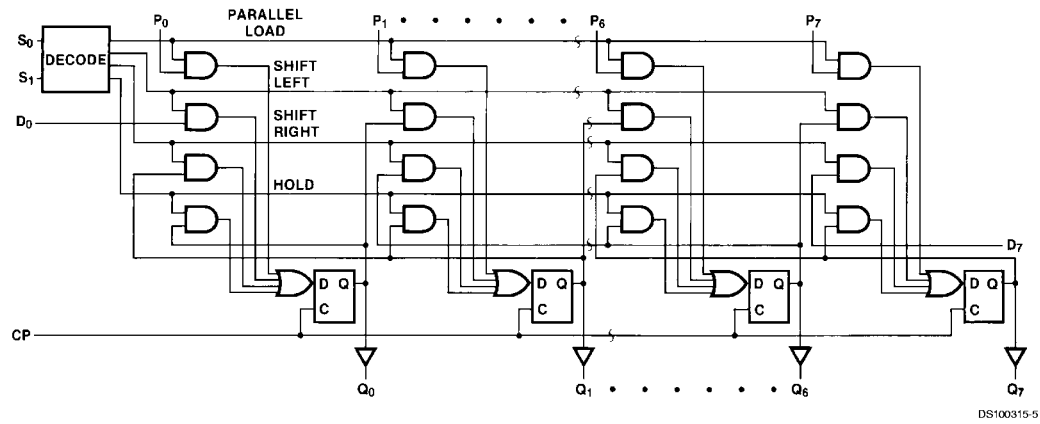 P0 PARALLEL LOAD P1 P6 P7
S0
DECODE
S1
SHIFT LEFT
D0
SHIFT RIGHT
HOLD
D7
D Q D Q D Q D Q
C C C C
CP
Q0 Q1 Q6 Q7
DS100315-5